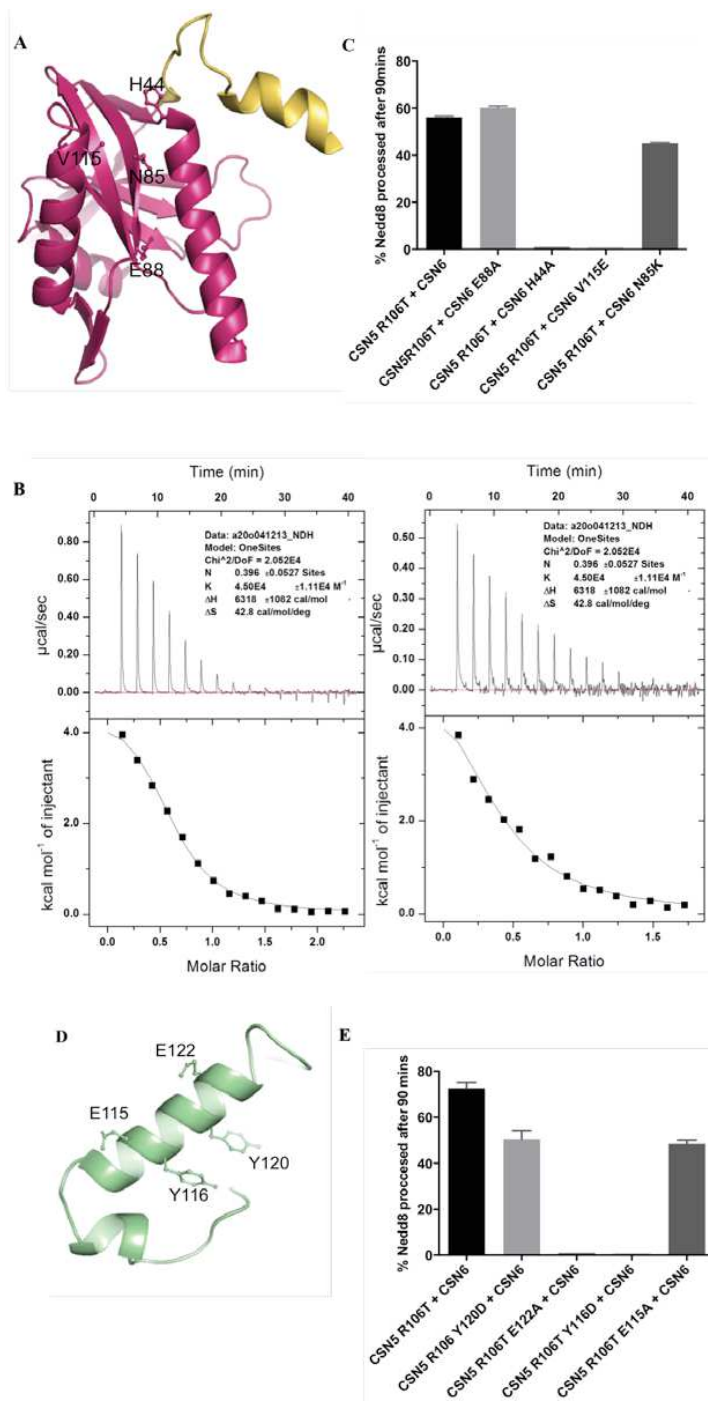 A
H44
V115
N85
E88
C
% Nedd8 processed after 90mins
80
60
40
20
0
CSN5 R106T + CSN6
CSN5R106T + CSN6 E88A
CSN5 R106T + CSN6 H44A
CSN5 R106T + CSN6 V115E
CSN5 R106T + CSN6 N85K
B
Time (min)
0 10 20 30 40
Data: a20o041213_NDH
Model: OneSites
Chi^2/DoF = 2.052E4
N 0.396 ±0.0527 Sites
K 4.50E4 ±1.11E4 M⁻¹
ΔH 6318 ±1082 cal/mol
ΔS 42.8 cal/mol/deg
µcal/sec
0.80
0.60
0.40
0.20
0.00
kcal mol⁻¹ of injectant
4.0
2.0
0.0
0.0 0.5 1.0 1.5 2.0
Molar Ratio
Time (min)
0 10 20 30 40
Data: a20o041213_NDH
Model: OneSites
Chi^2/DoF = 2.052E4
N 0.396 ±0.0527 Sites
K 4.50E4 ±1.11E4 M⁻¹
ΔH 6318 ±1082 cal/mol
ΔS 42.8 cal/mol/deg
µcal/sec
0.50
0.40
0.30
0.20
0.10
0.00
kcal mol⁻¹ of injectant
4.0
2.0
0.0
0.0 0.5 1.0 1.5
Molar Ratio
D
E122
E115
Y120
Y116
E
% Nedd8 proccesed after 90 mins
80
60
40
20
0
CSN5 R106T + CSN6
CSN5 R106 Y120D + CSN6
CSN5 R106T E122A + CSN6
CSN5 R106T Y116D + CSN6
CSN5 R106T E115A + CSN6